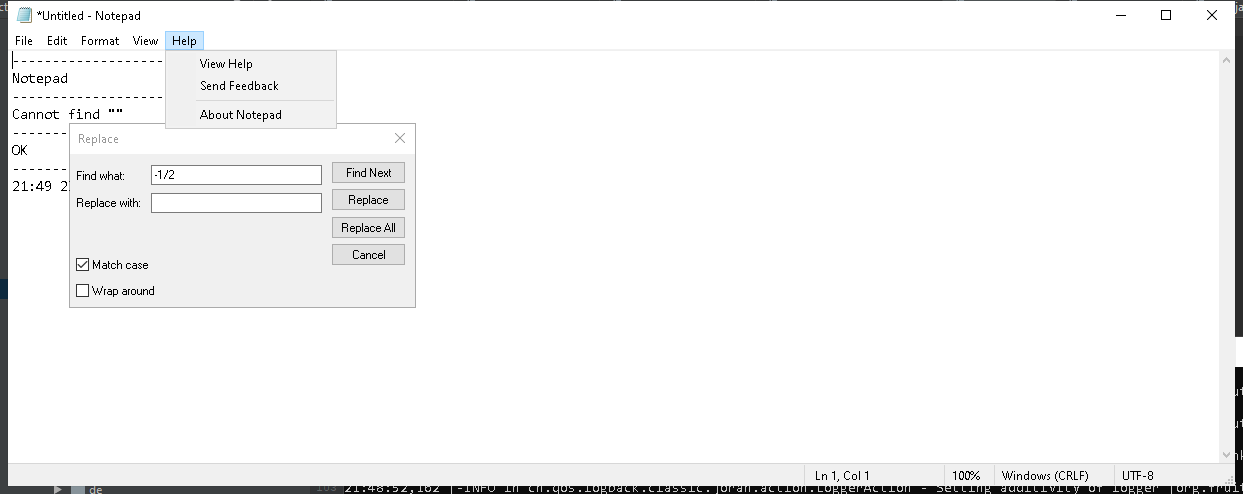 *Untitled - Notepad
File Edit Format View Help
--------------------
Notepad
--------------------
Cannot find ""
-------
OK
-------
21:49 2
View Help
Send Feedback
About Notepad
Replace
Find what: -1/2 Find Next
Replace with: Replace
Replace All
Cancel
Match case
Wrap around
Ln 1, Col 1 100% Windows (CRLF) UTF-8
de
21:48:52,162 |-INFO in ch.qos.logback.classic.joran.action.LoggerAction - Setting additivity of logger [org.